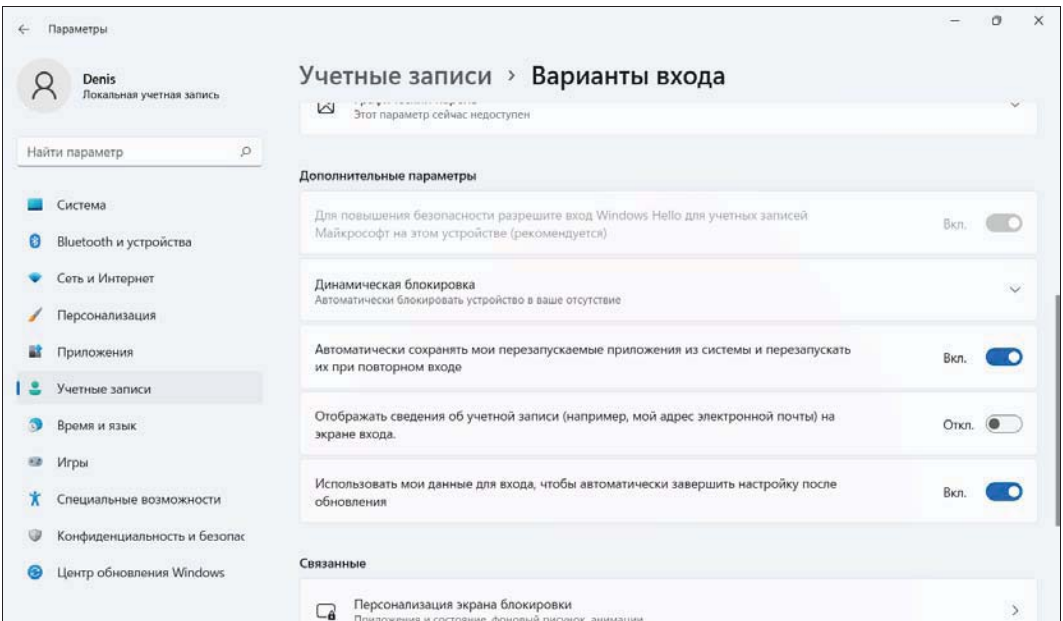 Параметры
Denis
Локальная учетная запись
Найти параметр
Система
Bluetooth и устройства
Сеть и Интернет
Персонализация
Приложения
Учетные записи
Время и язык
Игры
Специальные возможности
Конфиденциальность и безопас
Центр обновления Windows
Учетные записи > Варианты входа
Этот параметр сейчас недоступен
Дополнительные параметры
Для повышения безопасности разрешите вход Windows Hello для учетных записей
Майкрософт на этом устройстве (рекомендуется)
Вкл.
Динамическая блокировка
Автоматически блокировать устройство в ваше отсутствие
Автоматически сохранять мои перезапускаемые приложения из системы и перезапускать
их при повторном входе
Вкл.
Отображать сведения об учетной записи (например, мой адрес электронной почты) на
экране входа.
Откл.
Использовать мои данные для входа, чтобы автоматически завершить настройку после
обновления
Вкл.
Связанные
Персонализация экрана блокировки
Приложения и состояние, фоновый рисунок, анимации